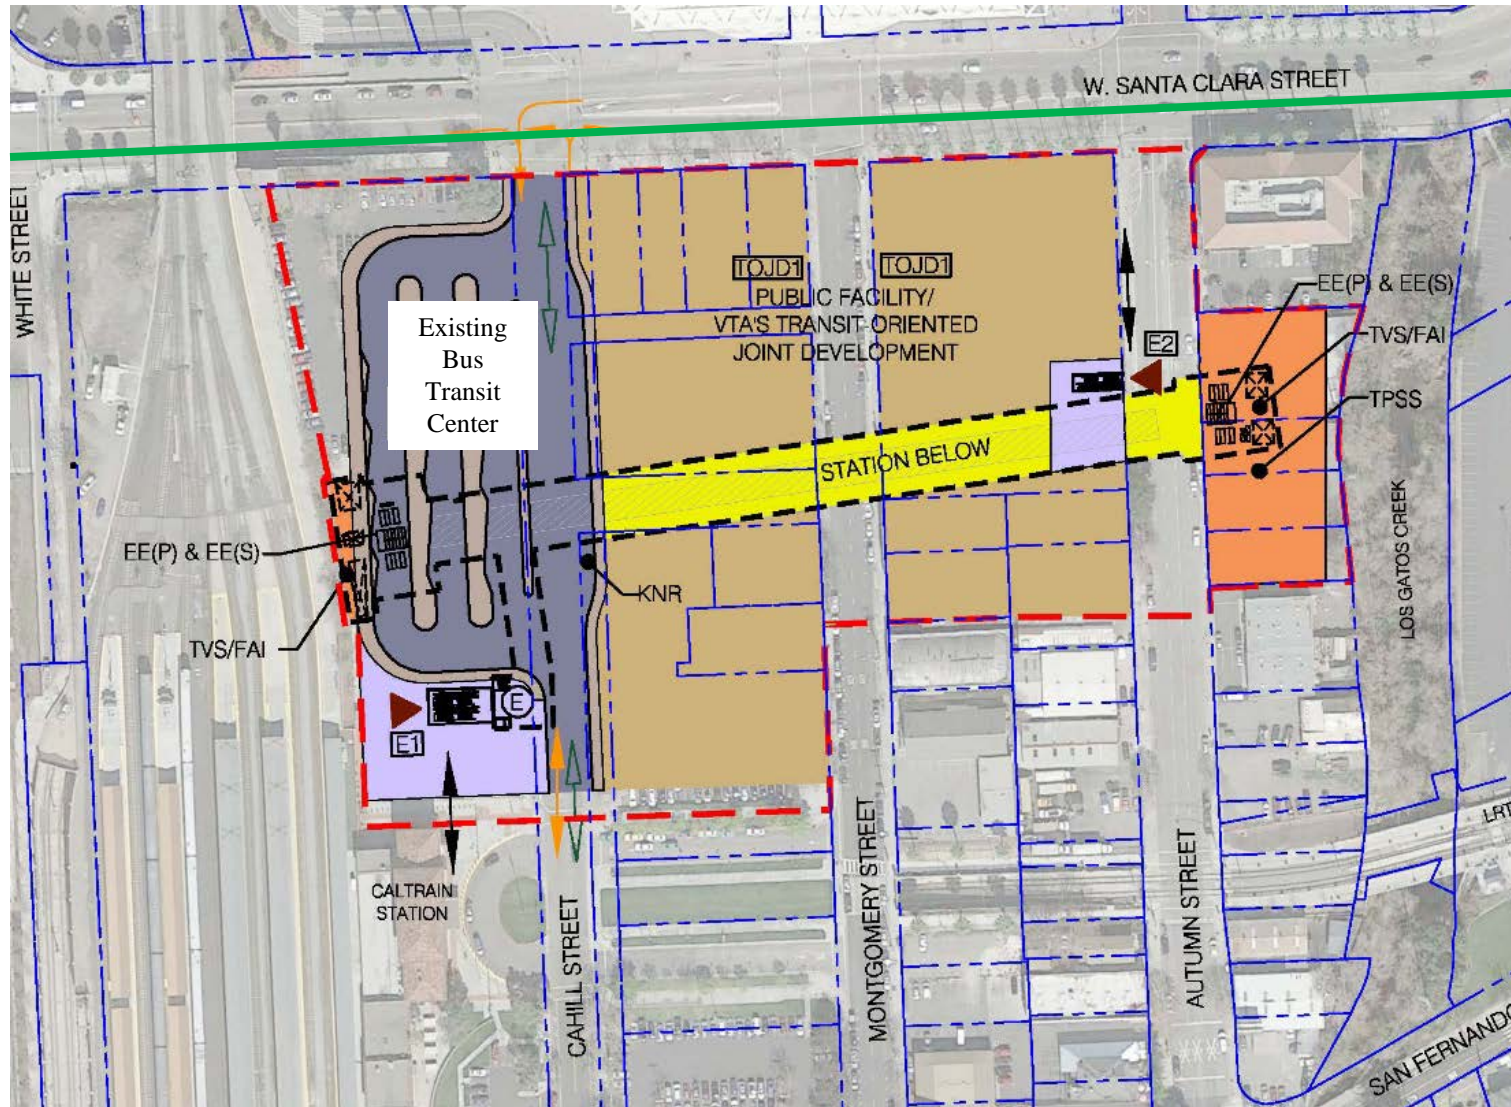 W. SANTA CLARA STREET
WHITE STREET
TOJD1
TOJD1
PUBLIC FACILITY/
VTA'S TRANSIT ORIENTED
JOINT DEVELOPMENT
Existing
Bus
Transit
Center
E2
EE(P) & EE(S)
TVS/FAI
TPSS
STATION BELOW
EE(P) & EE(S)
KNR
TVS/FAI
E
E1
LOS GATOS CREEK
LRT
CALTRAIN
STATION
CAHILL STREET
MONTGOMERY STREET
AUTUMN STREET
SAN FERNANDO